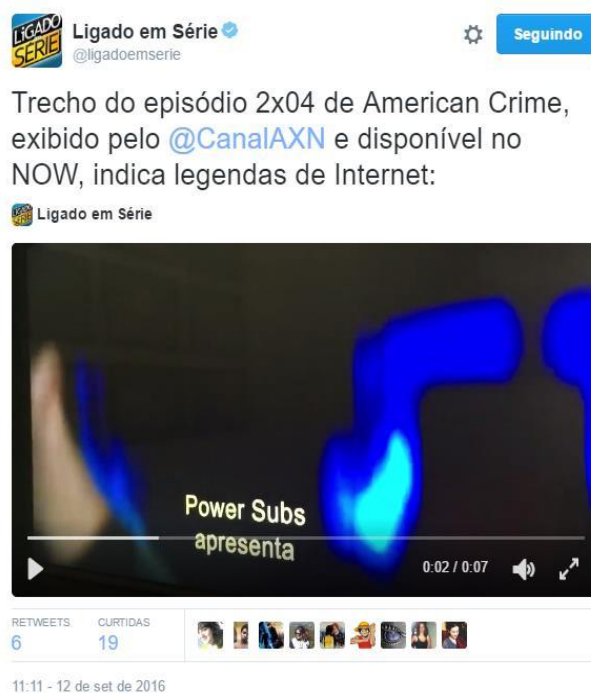 LiGADO
EM
SÉRIE
Ligado em Série
@ligadoemserie
Seguindo
Trecho do episódio 2x04 de American Crime,
exibido pelo @CanalAXN e disponível no
NOW, indica legendas de Internet:
Ligado em Série
Power Subs
apresenta
0:02 / 0:07
RETWEETS
6
CURTIDAS
19
11:11 - 12 de set de 2016